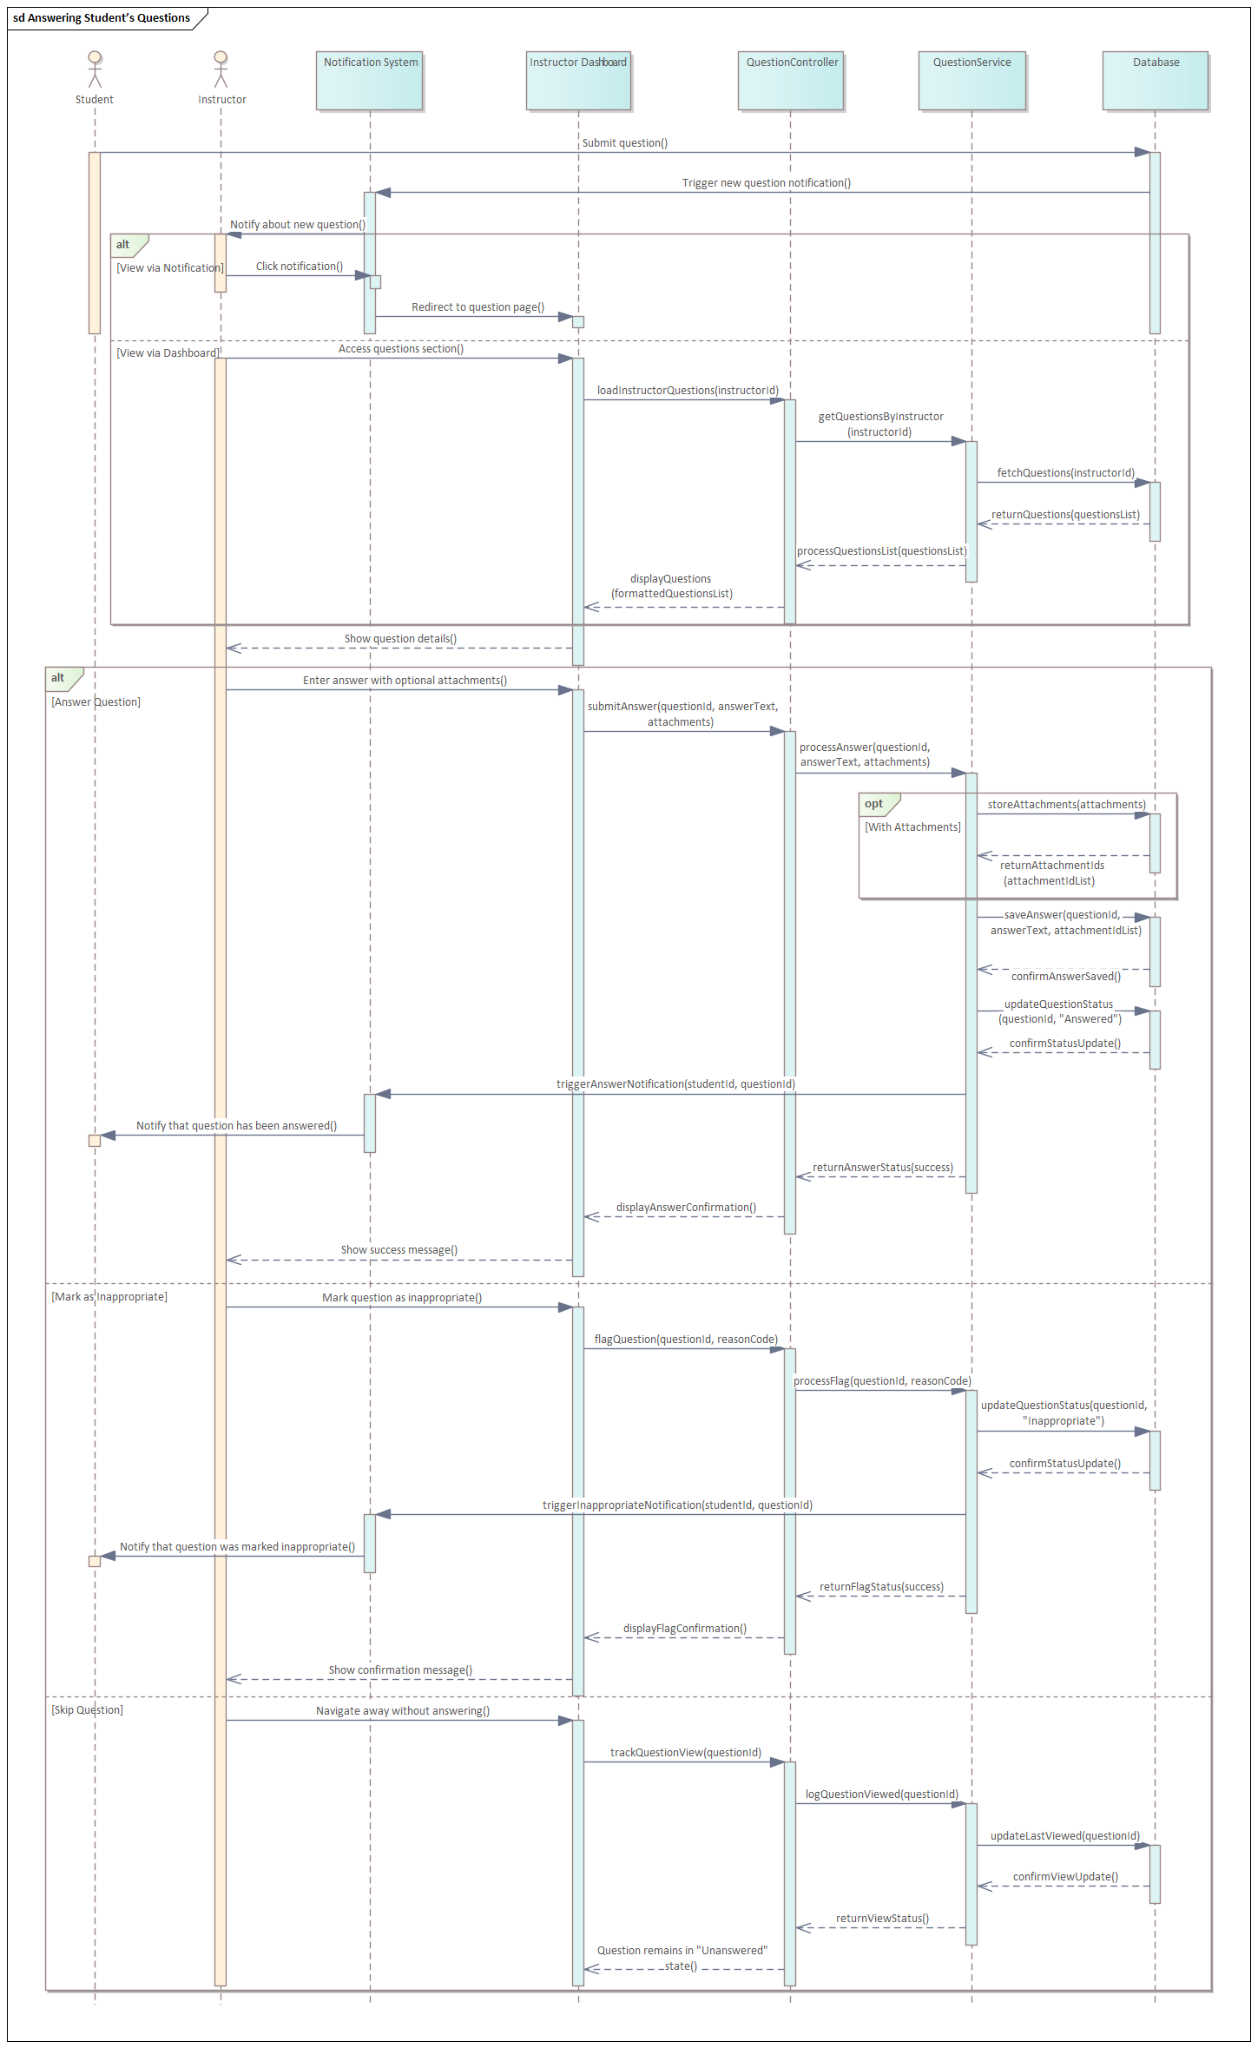 sd Answering Student's Questions
Student
Instructor
Notification System
Instructor Dashboard
QuestionController
QuestionService
Database
Submit question()
Trigger new question notification()
Notify about new question()
alt
[View via Notification]
Click notification()
Redirect to question page()
[View via Dashboard]
Access questions section()
loadInstructorQuestions(instructorId)
getQuestionsByInstructor
(instructorId)
fetchQuestions(instructorId)
returnQuestions(questionsList)
processQuestionsList(questionsList)
displayQuestions
(formattedQuestionsList)
Show question details()
alt
[Answer Question]
Enter answer with optional attachments()
submitAnswer(questionId, answerText,
attachments)
processAnswer(questionId,
answerText, attachments)
opt
[With Attachments]
storeAttachments(attachments)
returnAttachmentIds
(attachmentIdList)
saveAnswer(questionId,
answerText, attachmentIdList)
confirmAnswerSaved()
updateQuestionStatus
(questionId, "Answered")
confirmStatusUpdate()
triggerAnswerNotification(studentId, questionId)
Notify that question has been answered()
returnAnswerStatus(success)
displayAnswerConfirmation()
Show success message()
[Mark as Inappropriate]
Mark question as inappropriate()
flagQuestion(questionId, reasonCode)
processFlag(questionId, reasonCode)
updateQuestionStatus(questionId,
"Inappropriate")
confirmStatusUpdate()
triggerInappropriateNotification(studentId, questionId)
Notify that question was marked inappropriate()
returnFlagStatus(success)
displayFlagConfirmation()
Show confirmation message()
[Skip Question]
Navigate away without answering()
trackQuestionView(questionId)
logQuestionViewed(questionId)
updateLastViewed(questionId)
confirmViewUpdate()
returnViewStatus()
Question remains in "Unanswered"
state()